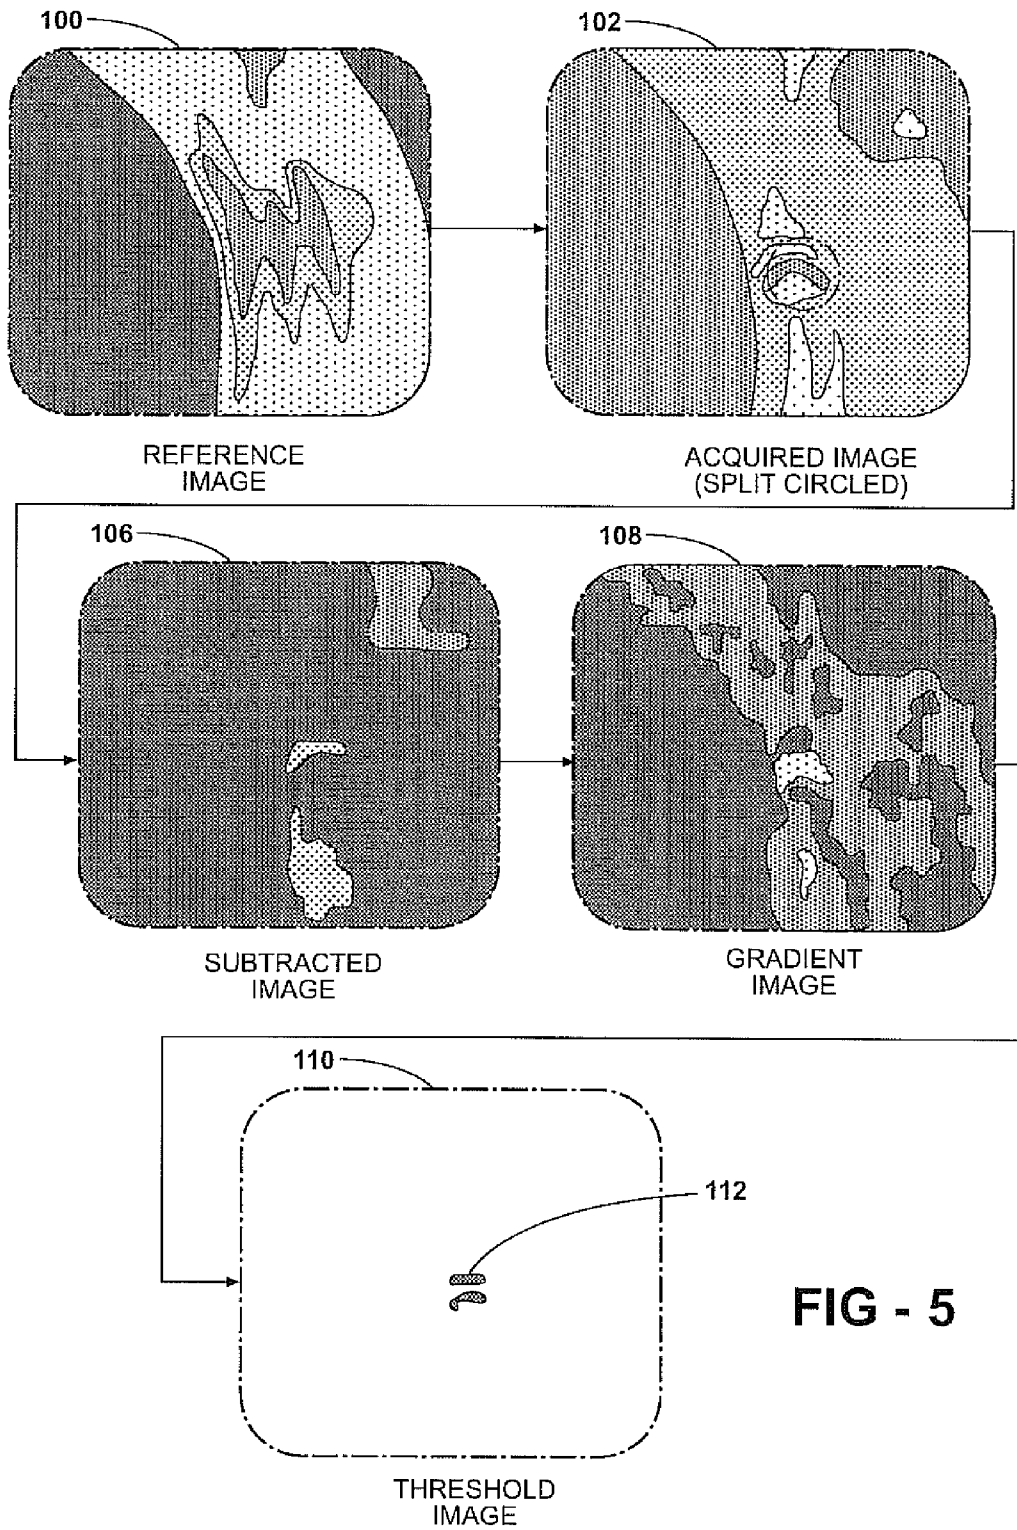 100
102
REFERENCE
IMAGE
ACQUIRED IMAGE
(SPLIT CIRCLED)
106
108
SUBTRACTED
IMAGE
GRADIENT
IMAGE
110
112
FIG - 5
THRESHOLD
IMAGE